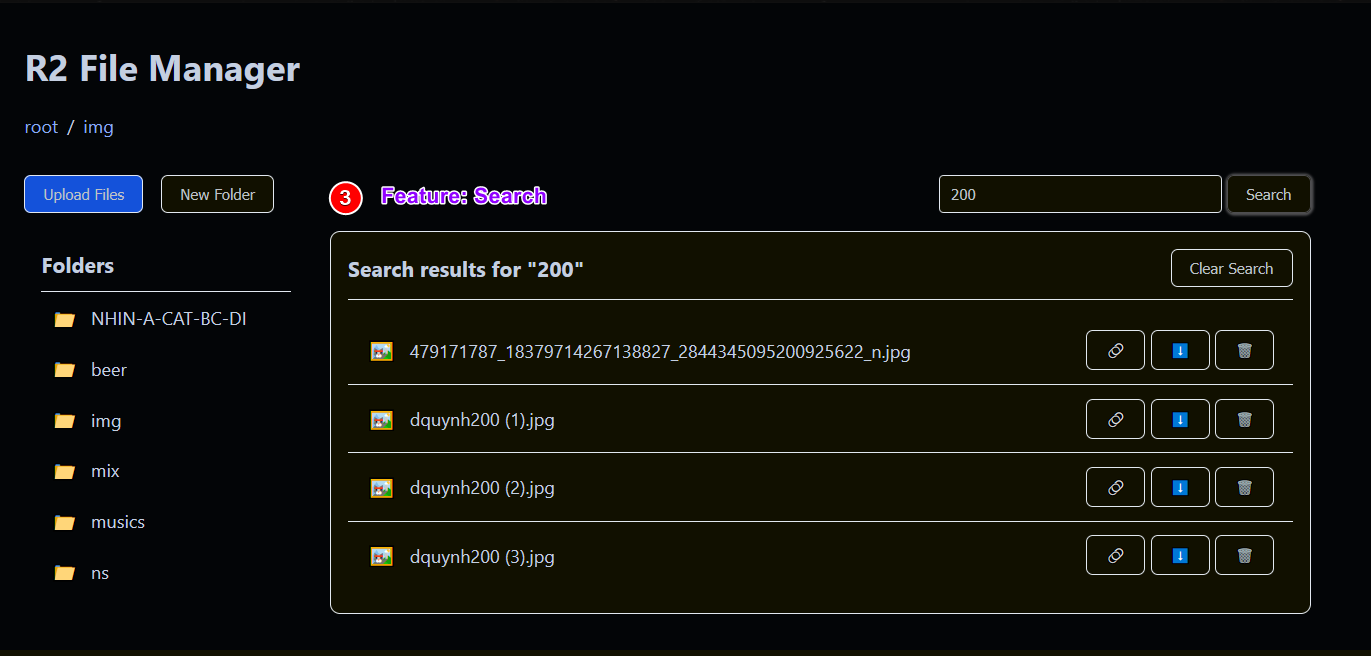 R2 File Manager
root / img
Upload Files
New Folder
3 Feature: Search
200
Search
Folders
NHIN-A-CAT-BC-DI
beer
img
mix
musics
ns
Search results for "200"
Clear Search
479171787_18379714267138827_2844345095200925622_n.jpg
dquynh200 (1).jpg
dquynh200 (2).jpg
dquynh200 (3).jpg